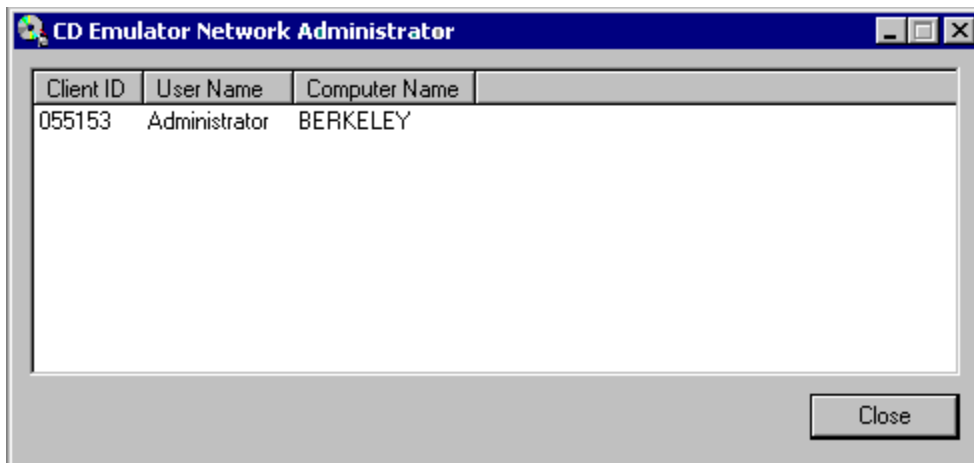 CD Emulator Network Administrator
Client ID User Name Computer Name
055153 Administrator BERKELEY
Close